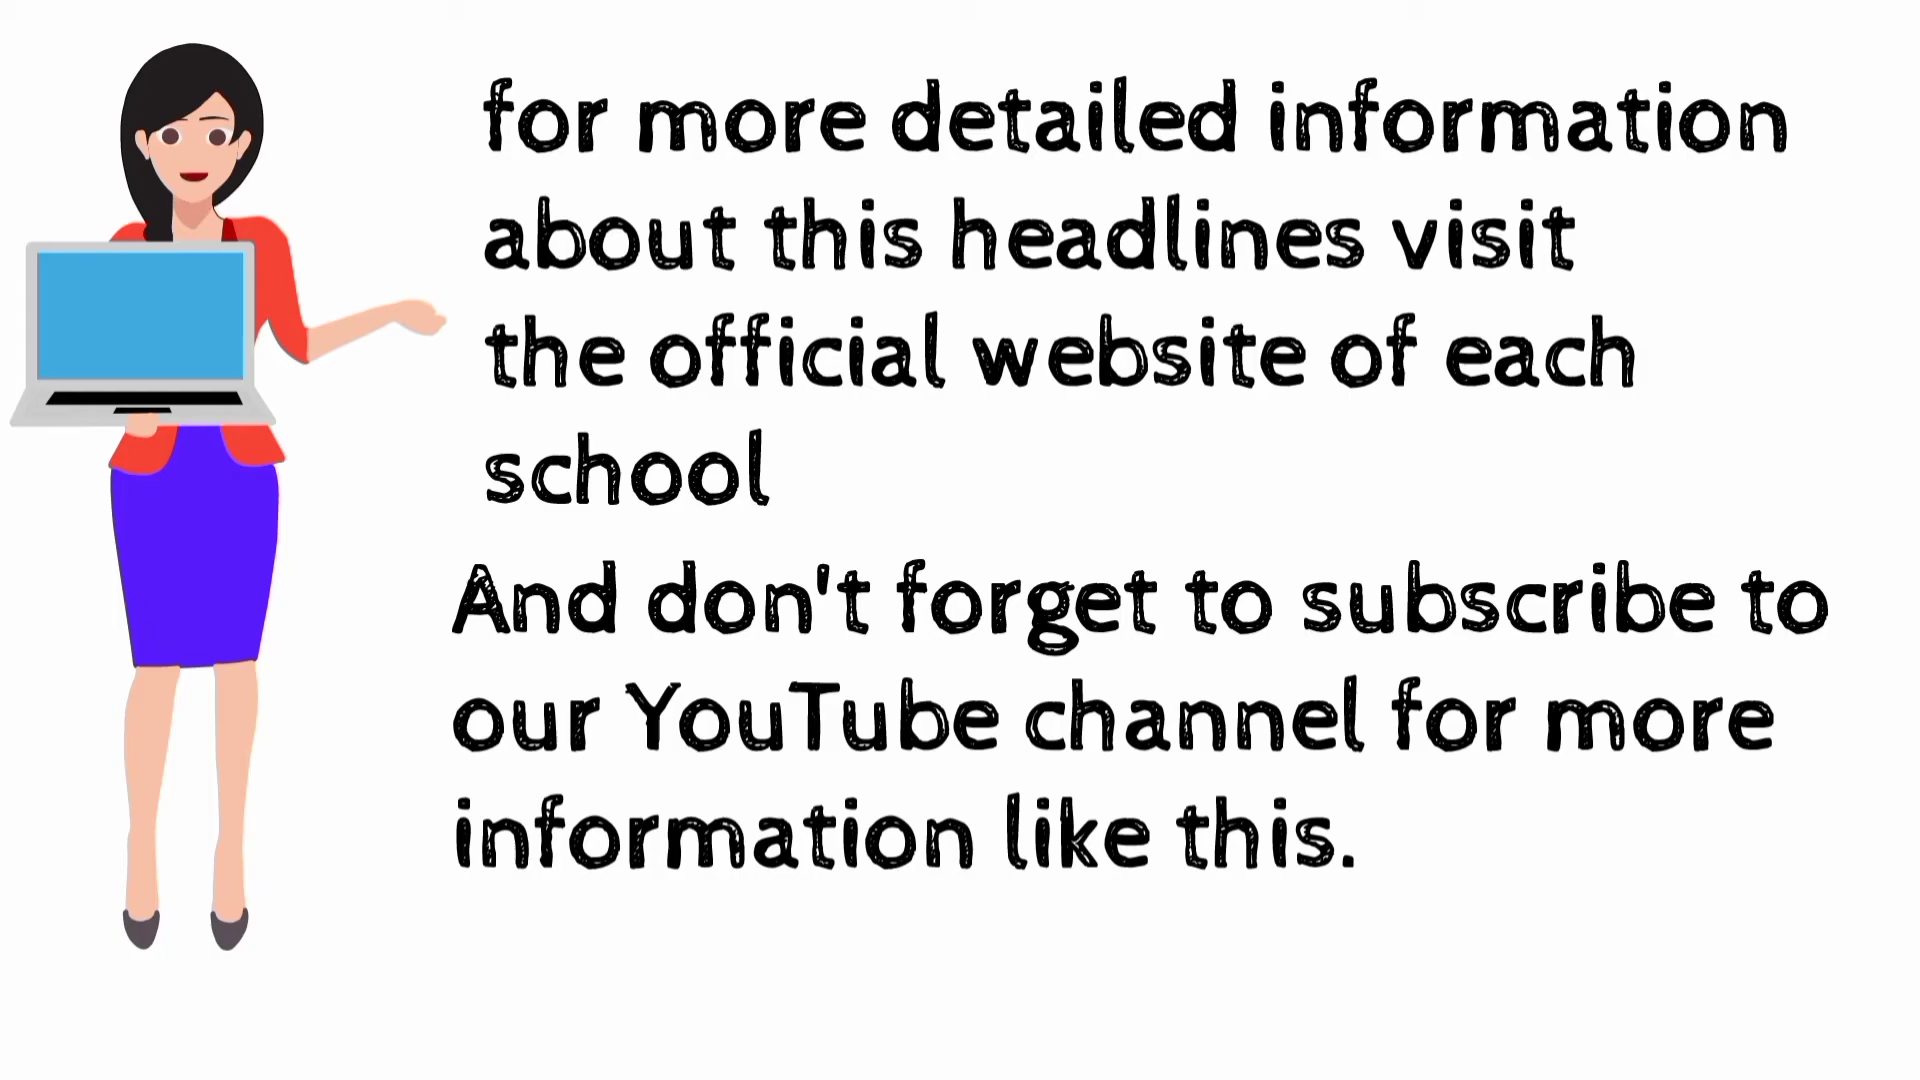 for more detailed information
about this headlines visit
the official website of each
school
And don't forget to subscribe to
our YouTube channel for more
information like this.